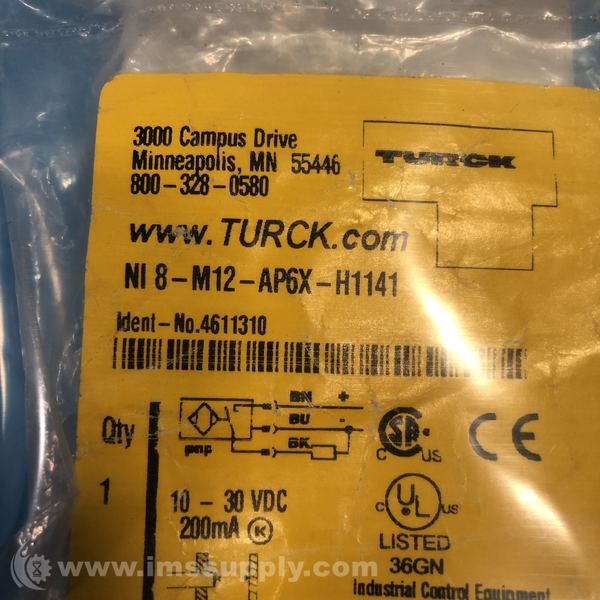 3000 Campus Drive
Minneapolis, MN 55446
800-328-0580
TURCK
www.TURCK.com
NI 8-M12-AP6X-H1141
Ident-No.4611310
Qty
1
BN +
BU -
BK
pnp
10 - 30 VDC
200mA K
C SA US
CE
C UL US
LISTED
36GN
Industrial Control Equipment
www.imssupply.com